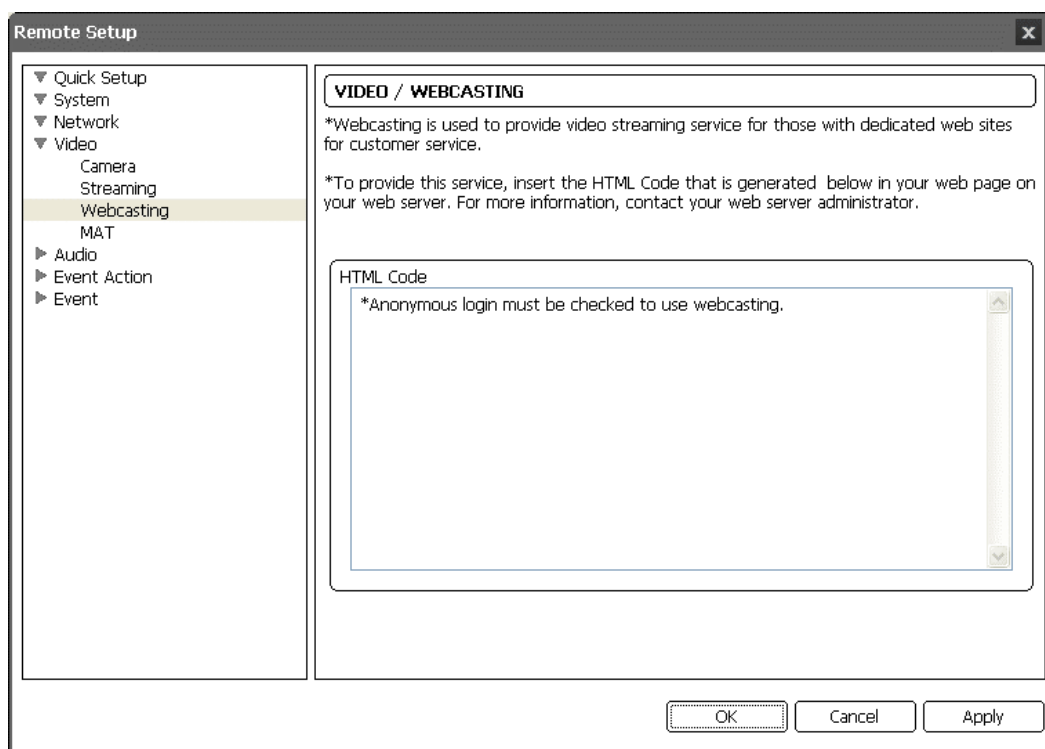 Remote Setup
Quick Setup
System
Network
Video
Camera
Streaming
Webcasting
MAT
Audio
Event Action
Event
VIDEO / WEBCASTING
*Webcasting is used to provide video streaming service for those with dedicated web sites
for customer service.
*To provide this service, insert the HTML Code that is generated  below in your web page on
your web server. For more information, contact your web server administrator.
HTML Code
*Anonymous login must be checked to use webcasting.
OK
Cancel
Apply